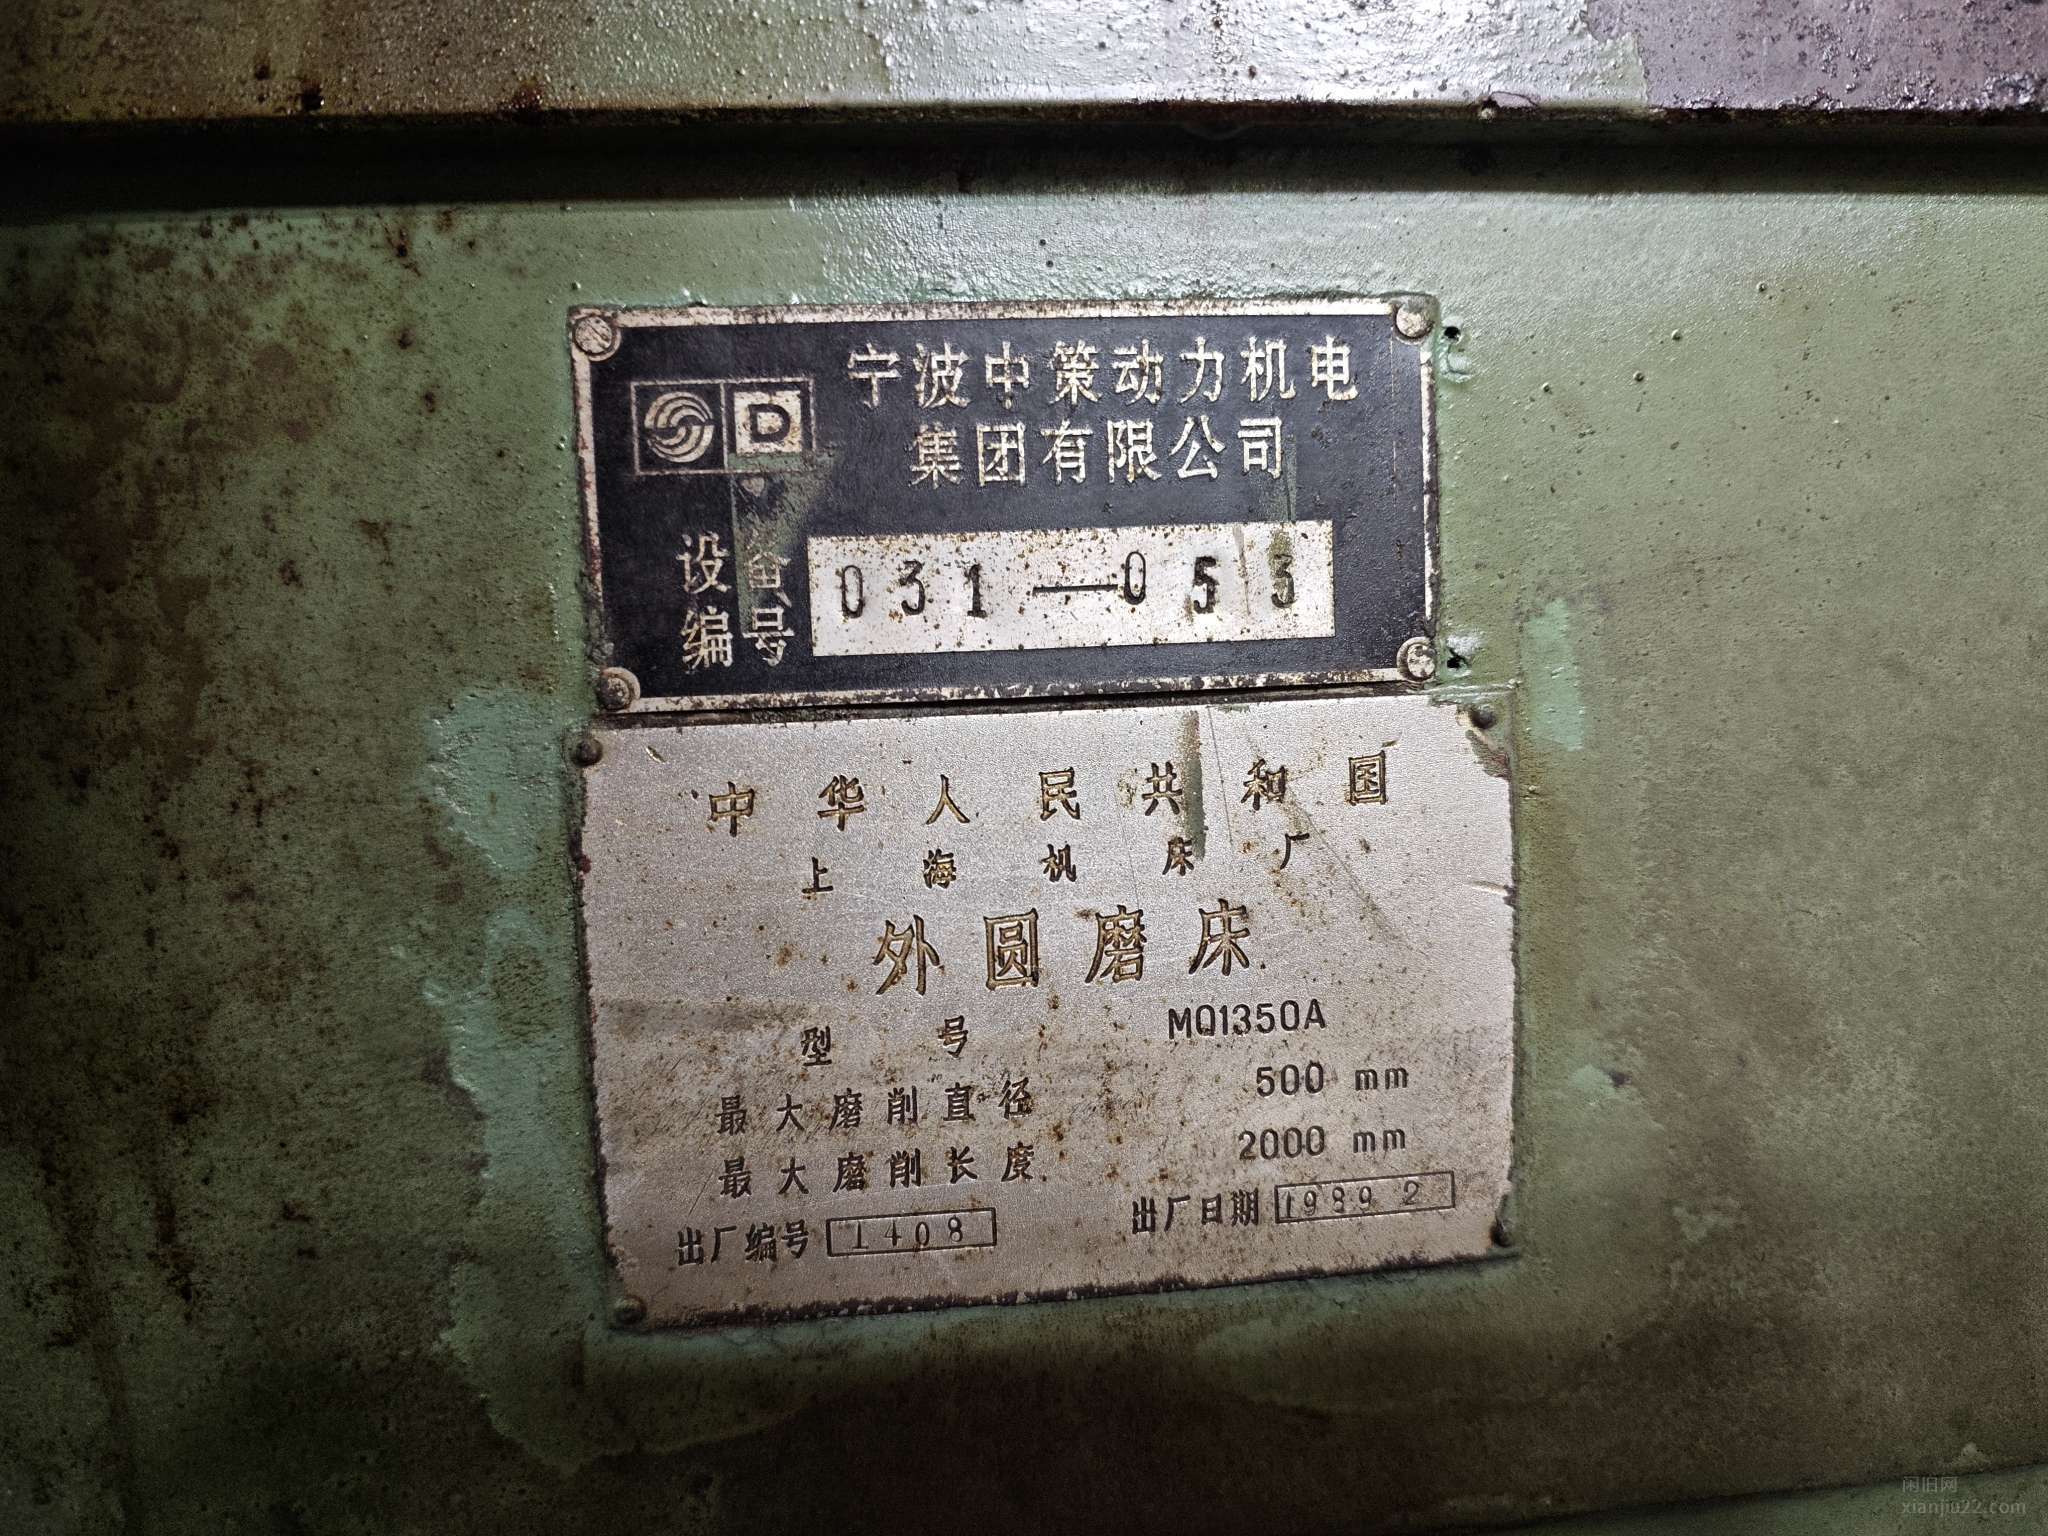 宁波中策动力机电
集团有限公司
D
设备
编号
031—053
中华人民共和国
上海机床厂
外圆磨床
型号 MQ1350A
最大磨削直径 500 mm
最大磨削长度 2000 mm
出厂编号 1408 出厂日期 1989 2
闲旧网
xianjiu22.com